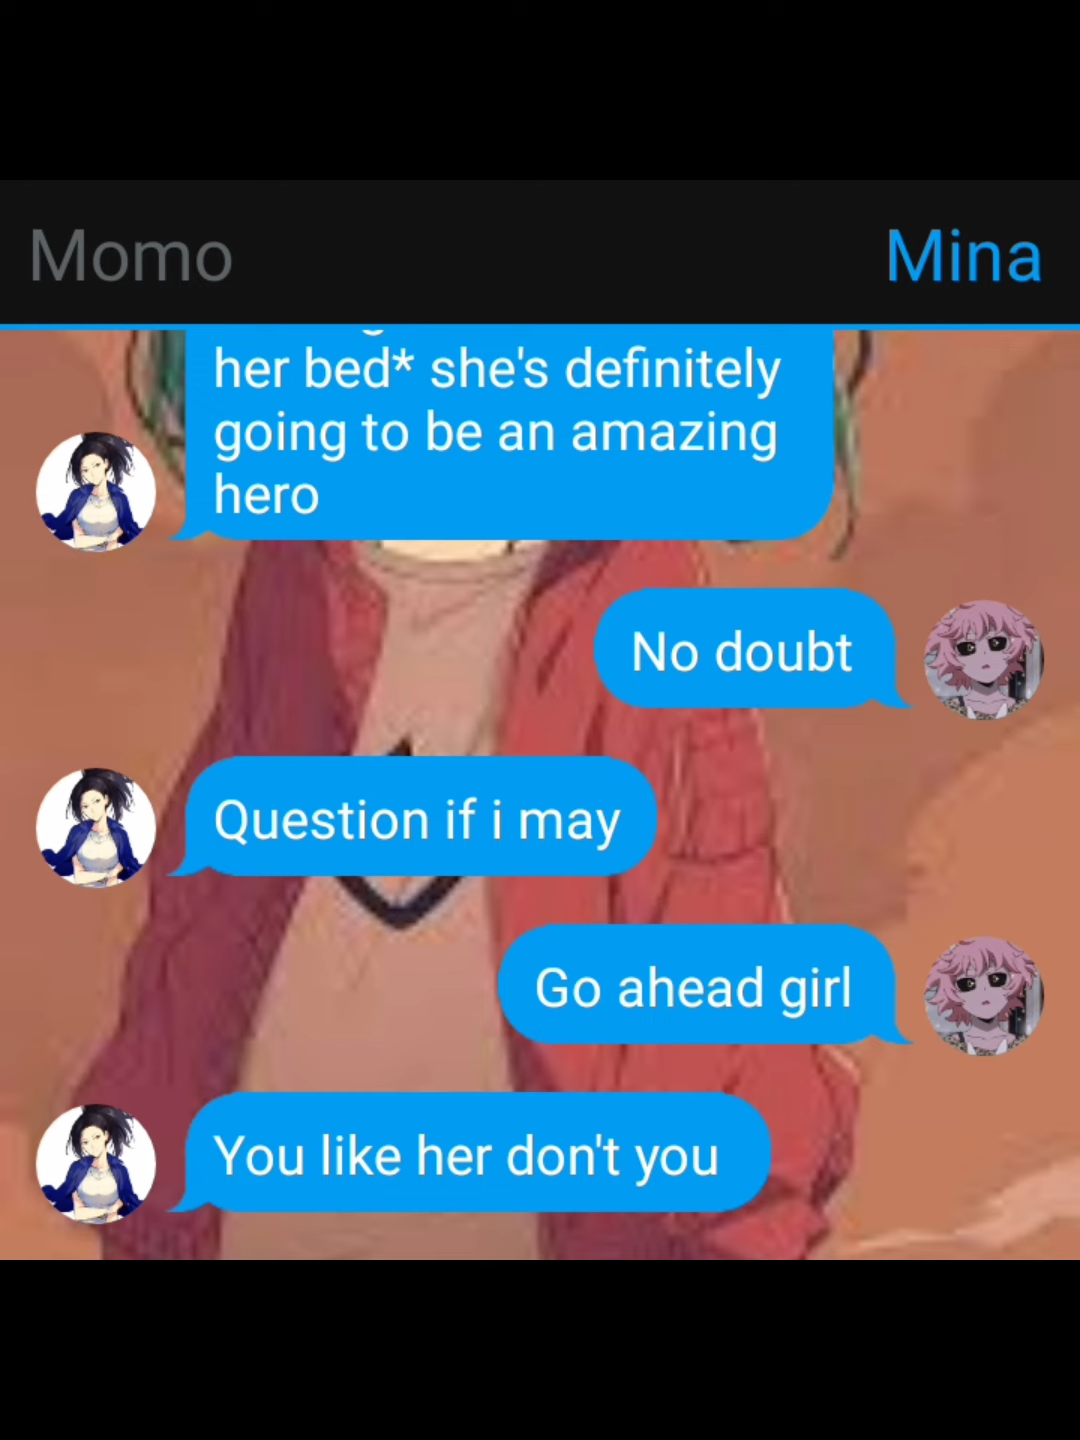 Momo
Mina
her bed* she's definitely
going to be an amazing
hero
No doubt
Question if i may
Go ahead girl
You like her don't you